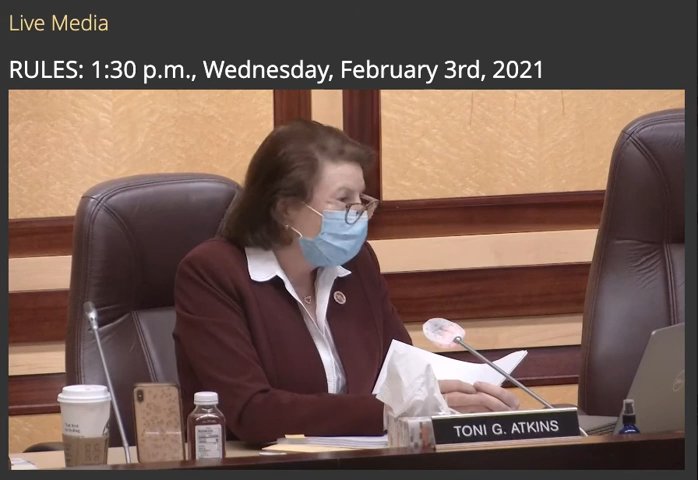 Live Media
RULES: 1:30 p.m., Wednesday, February 3rd, 2021
TONI G. ATKINS